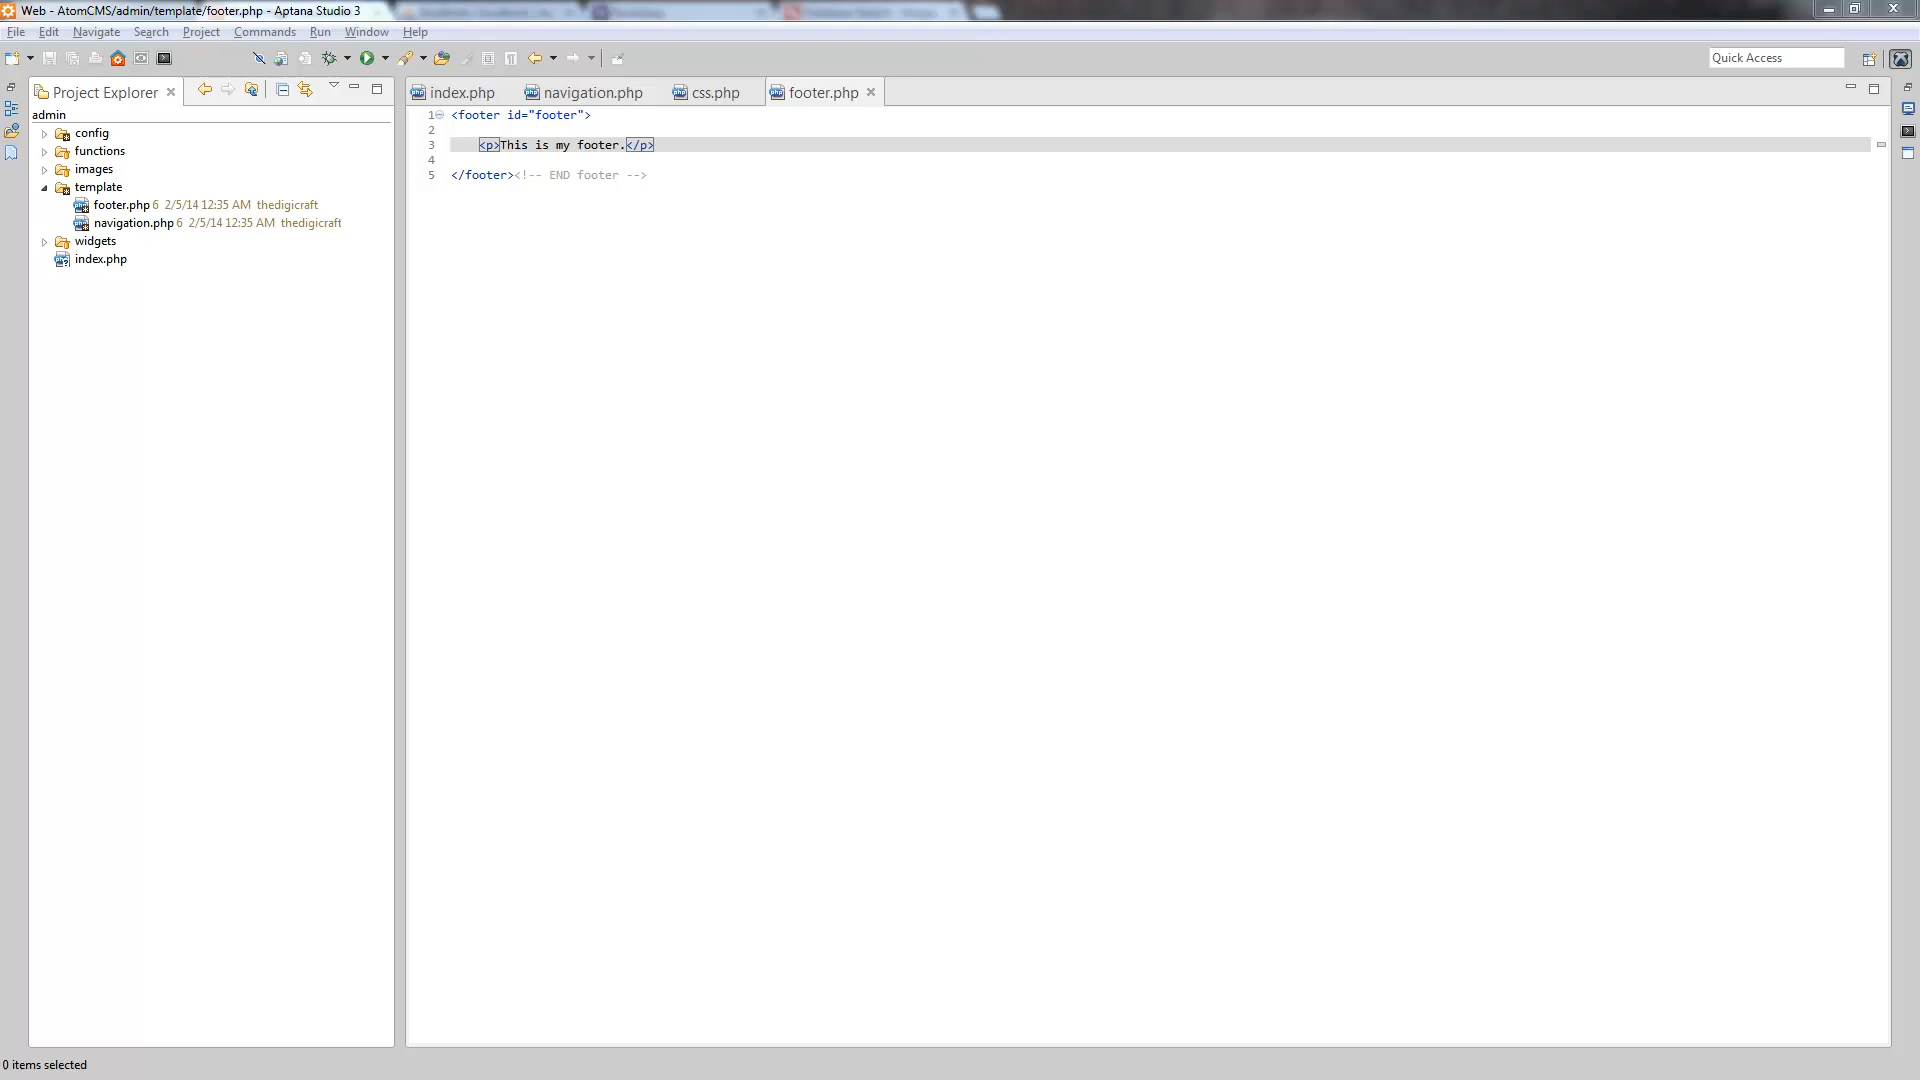 Web - AtomCMS/admin/template/footer.php - Aptana Studio 3
File Edit Navigate Search Project Commands Run Window Help
Quick Access
Project Explorer
index.php navigation.php css.php footer.php
admin
config
functions
images
template
footer.php 6 2/5/14 12:35 AM thedigicraft
navigation.php 6 2/5/14 12:35 AM thedigicraft
widgets
index.php
1 <footer id="footer">
2
3 <p>This is my footer.</p>
4
5 </footer><!-- END footer -->
0 items selected